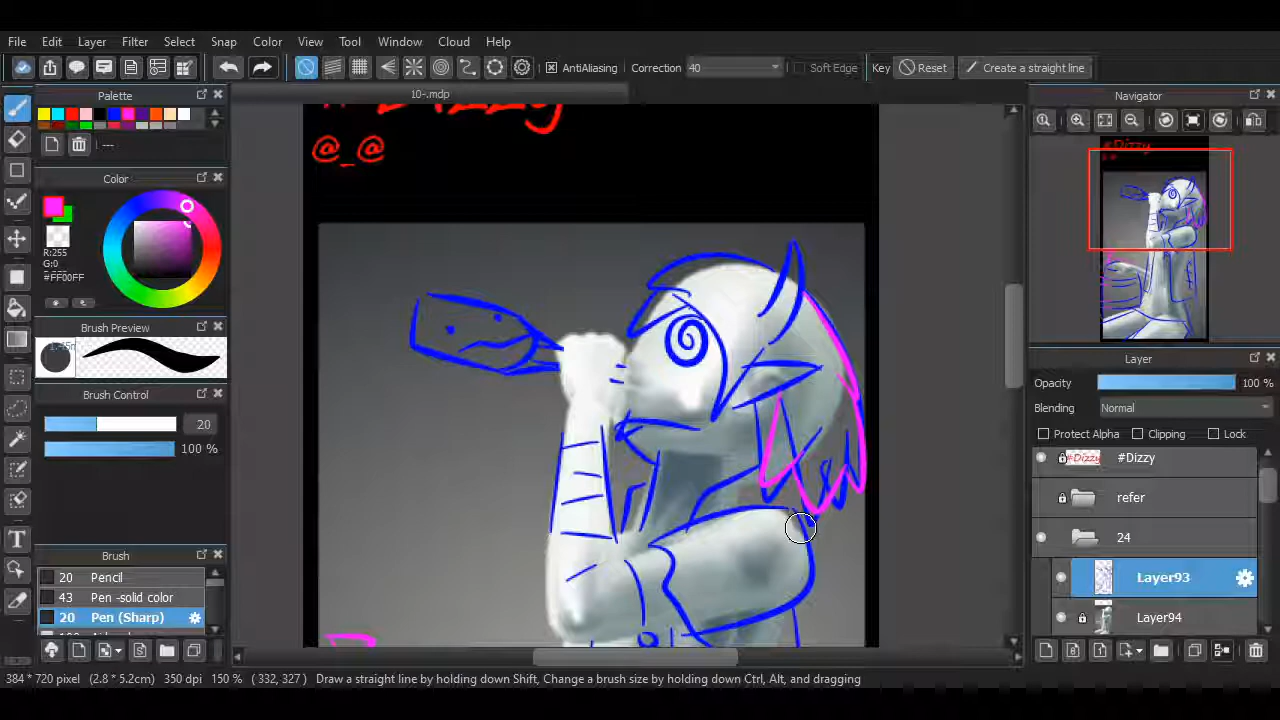 File Edit Layer Filter Select Snap Color View Tool Window Cloud Help
AntiAliasing Correction 40 Soft Edge Key Reset Create a straight line
Palette
10-.mdp
Navigator
---
@_@
#Dizzy
Color
R:255
G:0
B:255
#FF00FF
Brush Preview
Brush Control
20
100 %
Layer
Opacity 100 %
Blending Normal
Protect Alpha Clipping Lock
#Dizzy #Dizzy
refer
24
Layer93
Layer94
Brush
20 Pencil
43 Pen -solid color
20 Pen (Sharp)
384 * 720 pixel (2.8 * 5.2cm) 350 dpi 150 % ( 332, 327 ) Draw a straight line by holding down Shift, Change a brush size by holding down Ctrl, Alt, and dragging